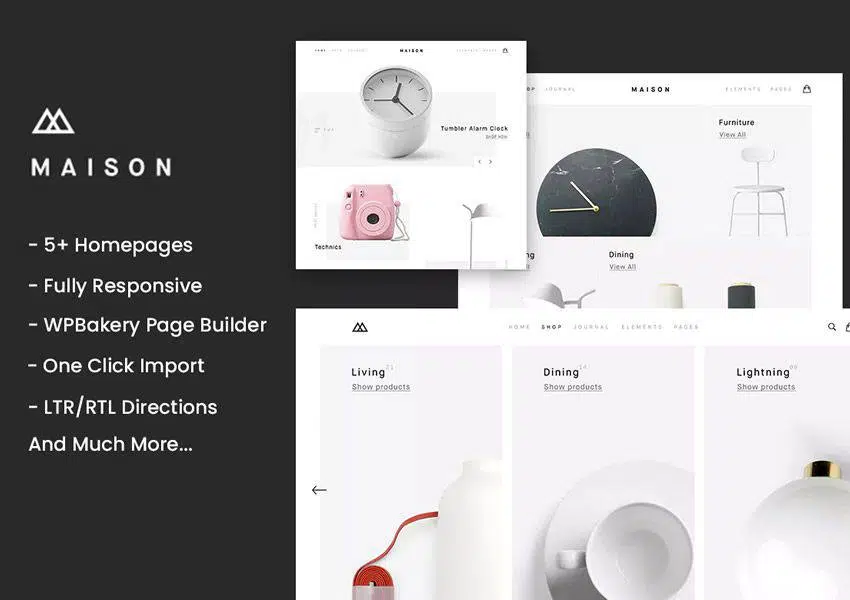 MAISON
- 5+ Homepages
- Fully Responsive
- WPBakery Page Builder
- One Click Import
- LTR/RTL Directions
And Much More...
MAISON
Tumbler Alarm Clock
SHOP NOW
Technics
JOURNAL
MAISON
ELEMENTS
PAGES
Furniture
View All
Dining
View All
HOME
SHOP
JOURNAL
ELEMENTS
PAGES
Living
Show products
Dining
Show products
Lightning
Show products